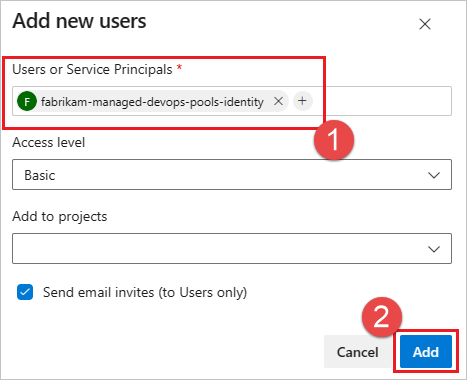 Add new users
Users or Service Principals *
F fabrikam-managed-devops-pools-identity
1
Access level
Basic
Add to projects
Send email invites (to Users only)
2
Cancel Add